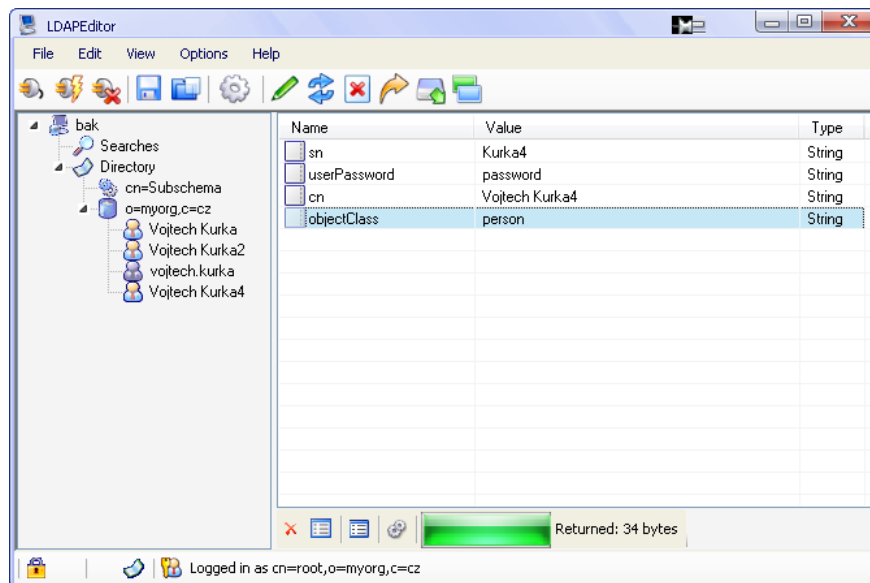 LDAPEditor
File Edit View Options Help
bak
Searches
Directory
cn=Subschema
o=myorg,c=cz
Vojtech Kurka
Vojtech Kurka2
vojtech.kurka
Vojtech Kurka4
Name Value Type
sn Kurka4 String
userPassword password String
cn Vojtech Kurka4 String
objectClass person String
Returned: 34 bytes
Logged in as cn=root,o=myorg,c=cz